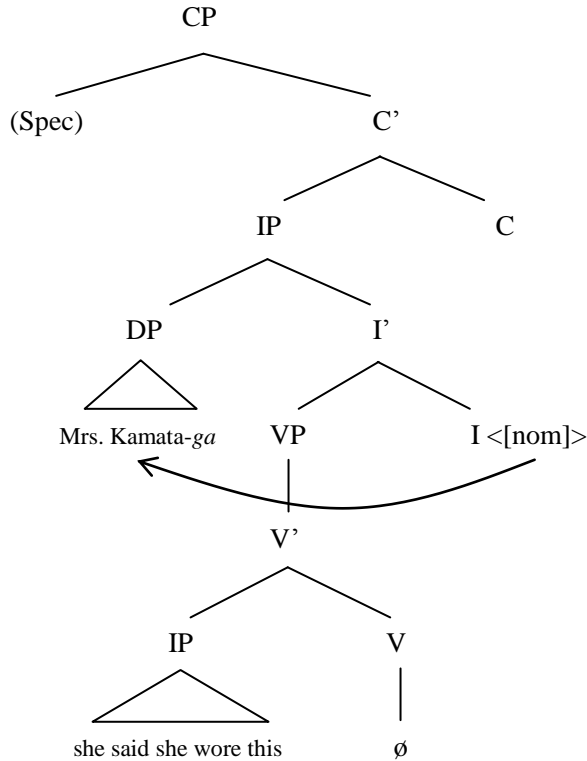 CP
(Spec) C’
IP C
DP I’
Mrs. Kamata-ga VP I <[nom]>
V’
IP V
she said she wore this ø